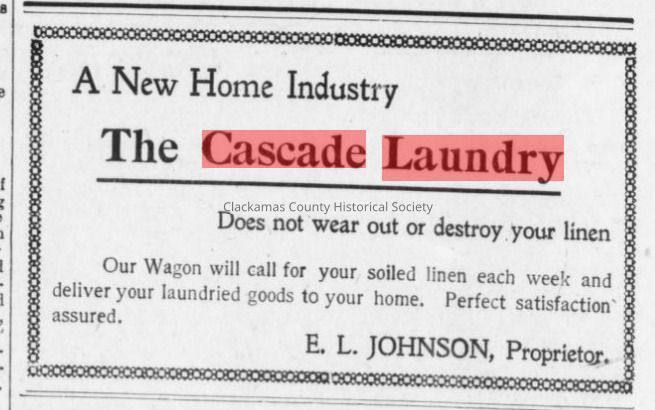 A New Home Industry
The Cascade Laundry
Clackamas County Historical Society
Does not wear out or destroy your linen
Our Wagon will call for your soiled linen each week and
deliver your laundried goods to your home. Perfect satisfaction
assured.
E. L. JOHNSON, Proprietor.